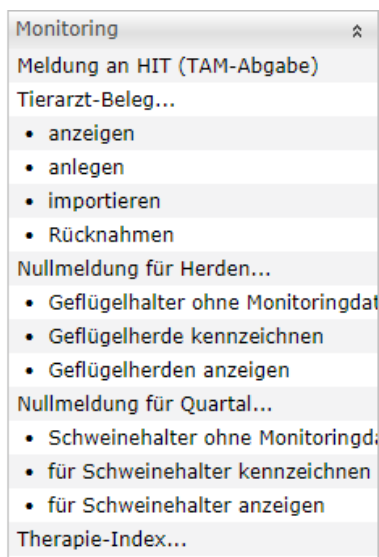 Monitoring
Meldung an HIT (TAM-Abgabe)
Tierarzt-Beleg...
• anzeigen
• anlegen
• importieren
• Rücknahmen
Nullmeldung für Herden...
• Geflügelhalter ohne Monitoringdat
• Geflügelherde kennzeichnen
• Geflügelherden anzeigen
Nullmeldung für Quartal...
• Schweinehalter ohne Monitoringd
• für Schweinehalter kennzeichnen
• für Schweinehalter anzeigen
Therapie-Index...